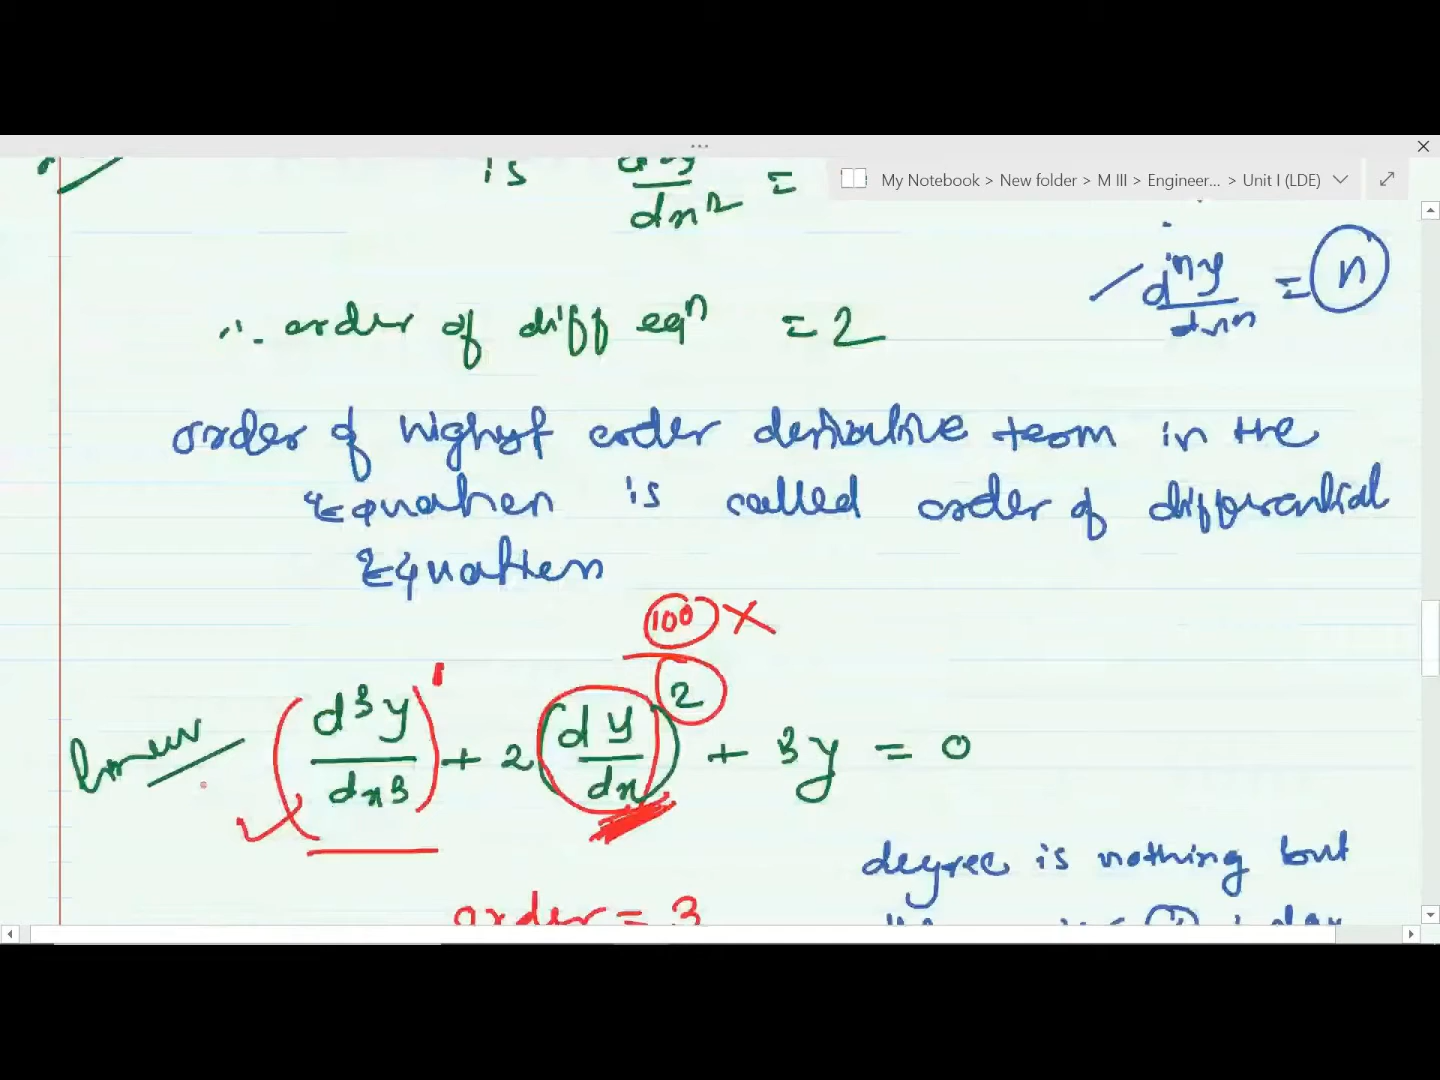 My Notebook > New folder > M III > Engineer... > Unit I (LDE)
is d²y/dx² =
dⁿy/dxⁿ = n
∴ order of diff eqⁿ = 2
order of highest order derivative term in the
Equation is called order of differential
Equation
100 ×
Linear (d³y/dx³)¹ + 2(dy/dx)² + 3y = 0
degree is nothing but
order = 3